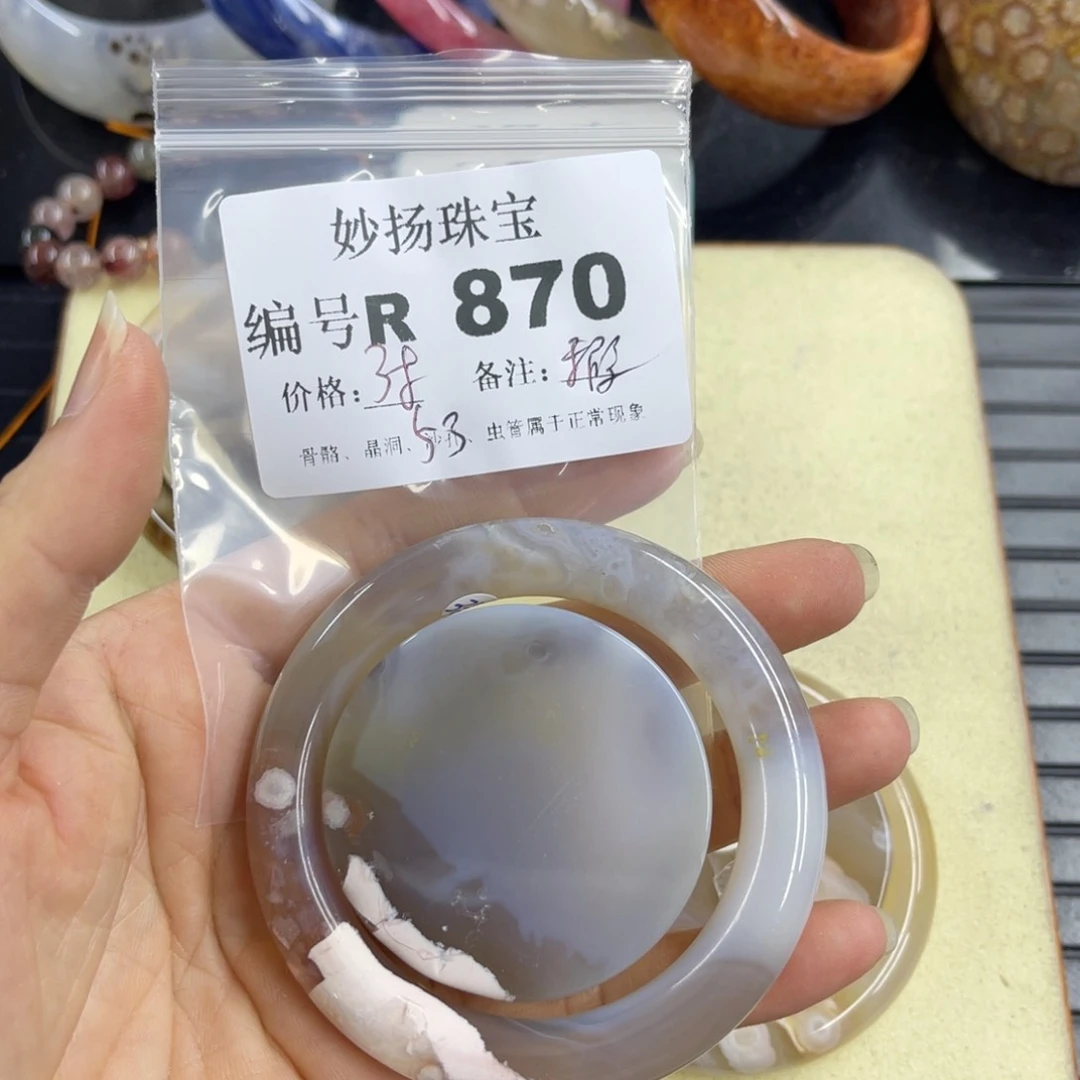 妙扬珠宝
编号R 870
价格: 备注:
53
骨骼、晶洞、、虫管属于正常现象